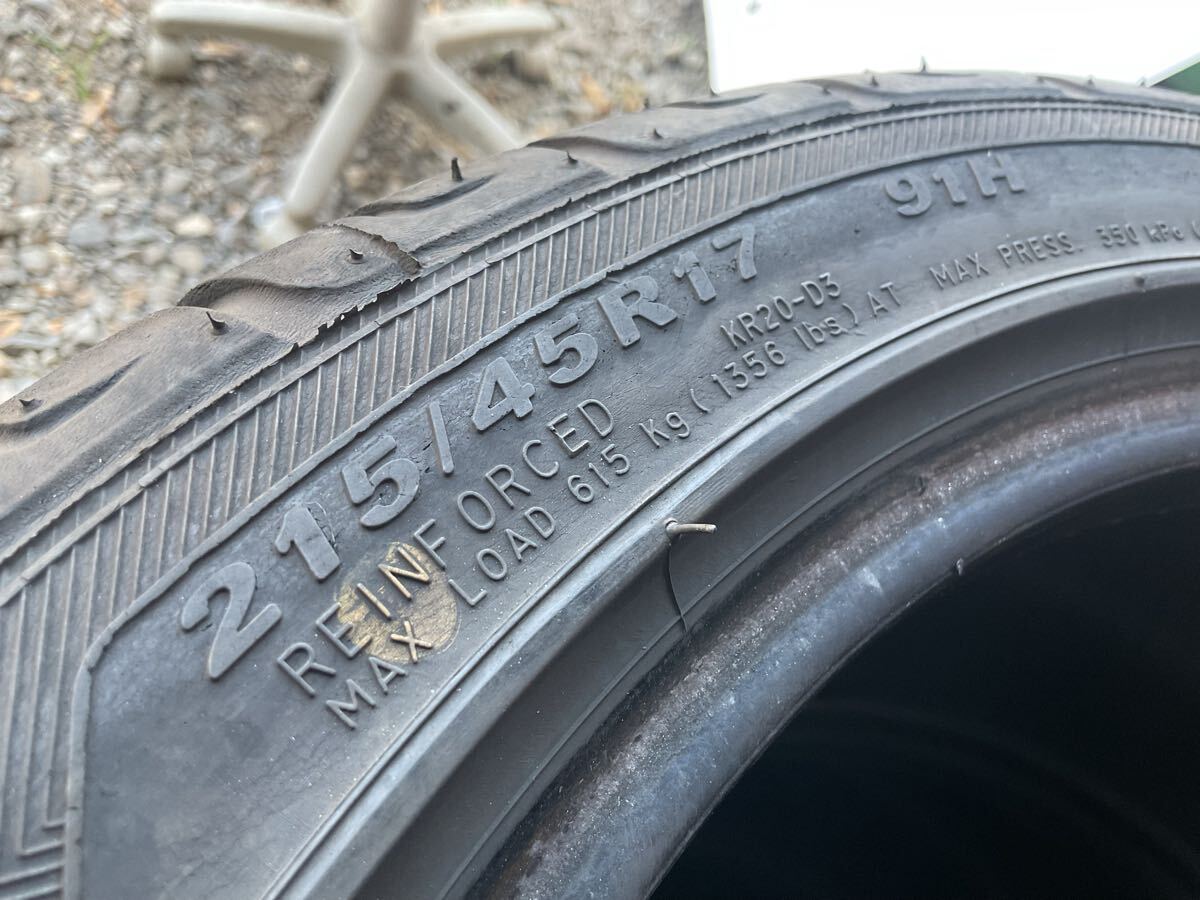 215/45R17 91H
REINFORCED KR20-D3
MAX LOAD 615 Kg (1356 lbs) AT MAX PRESS. 350 kPa (